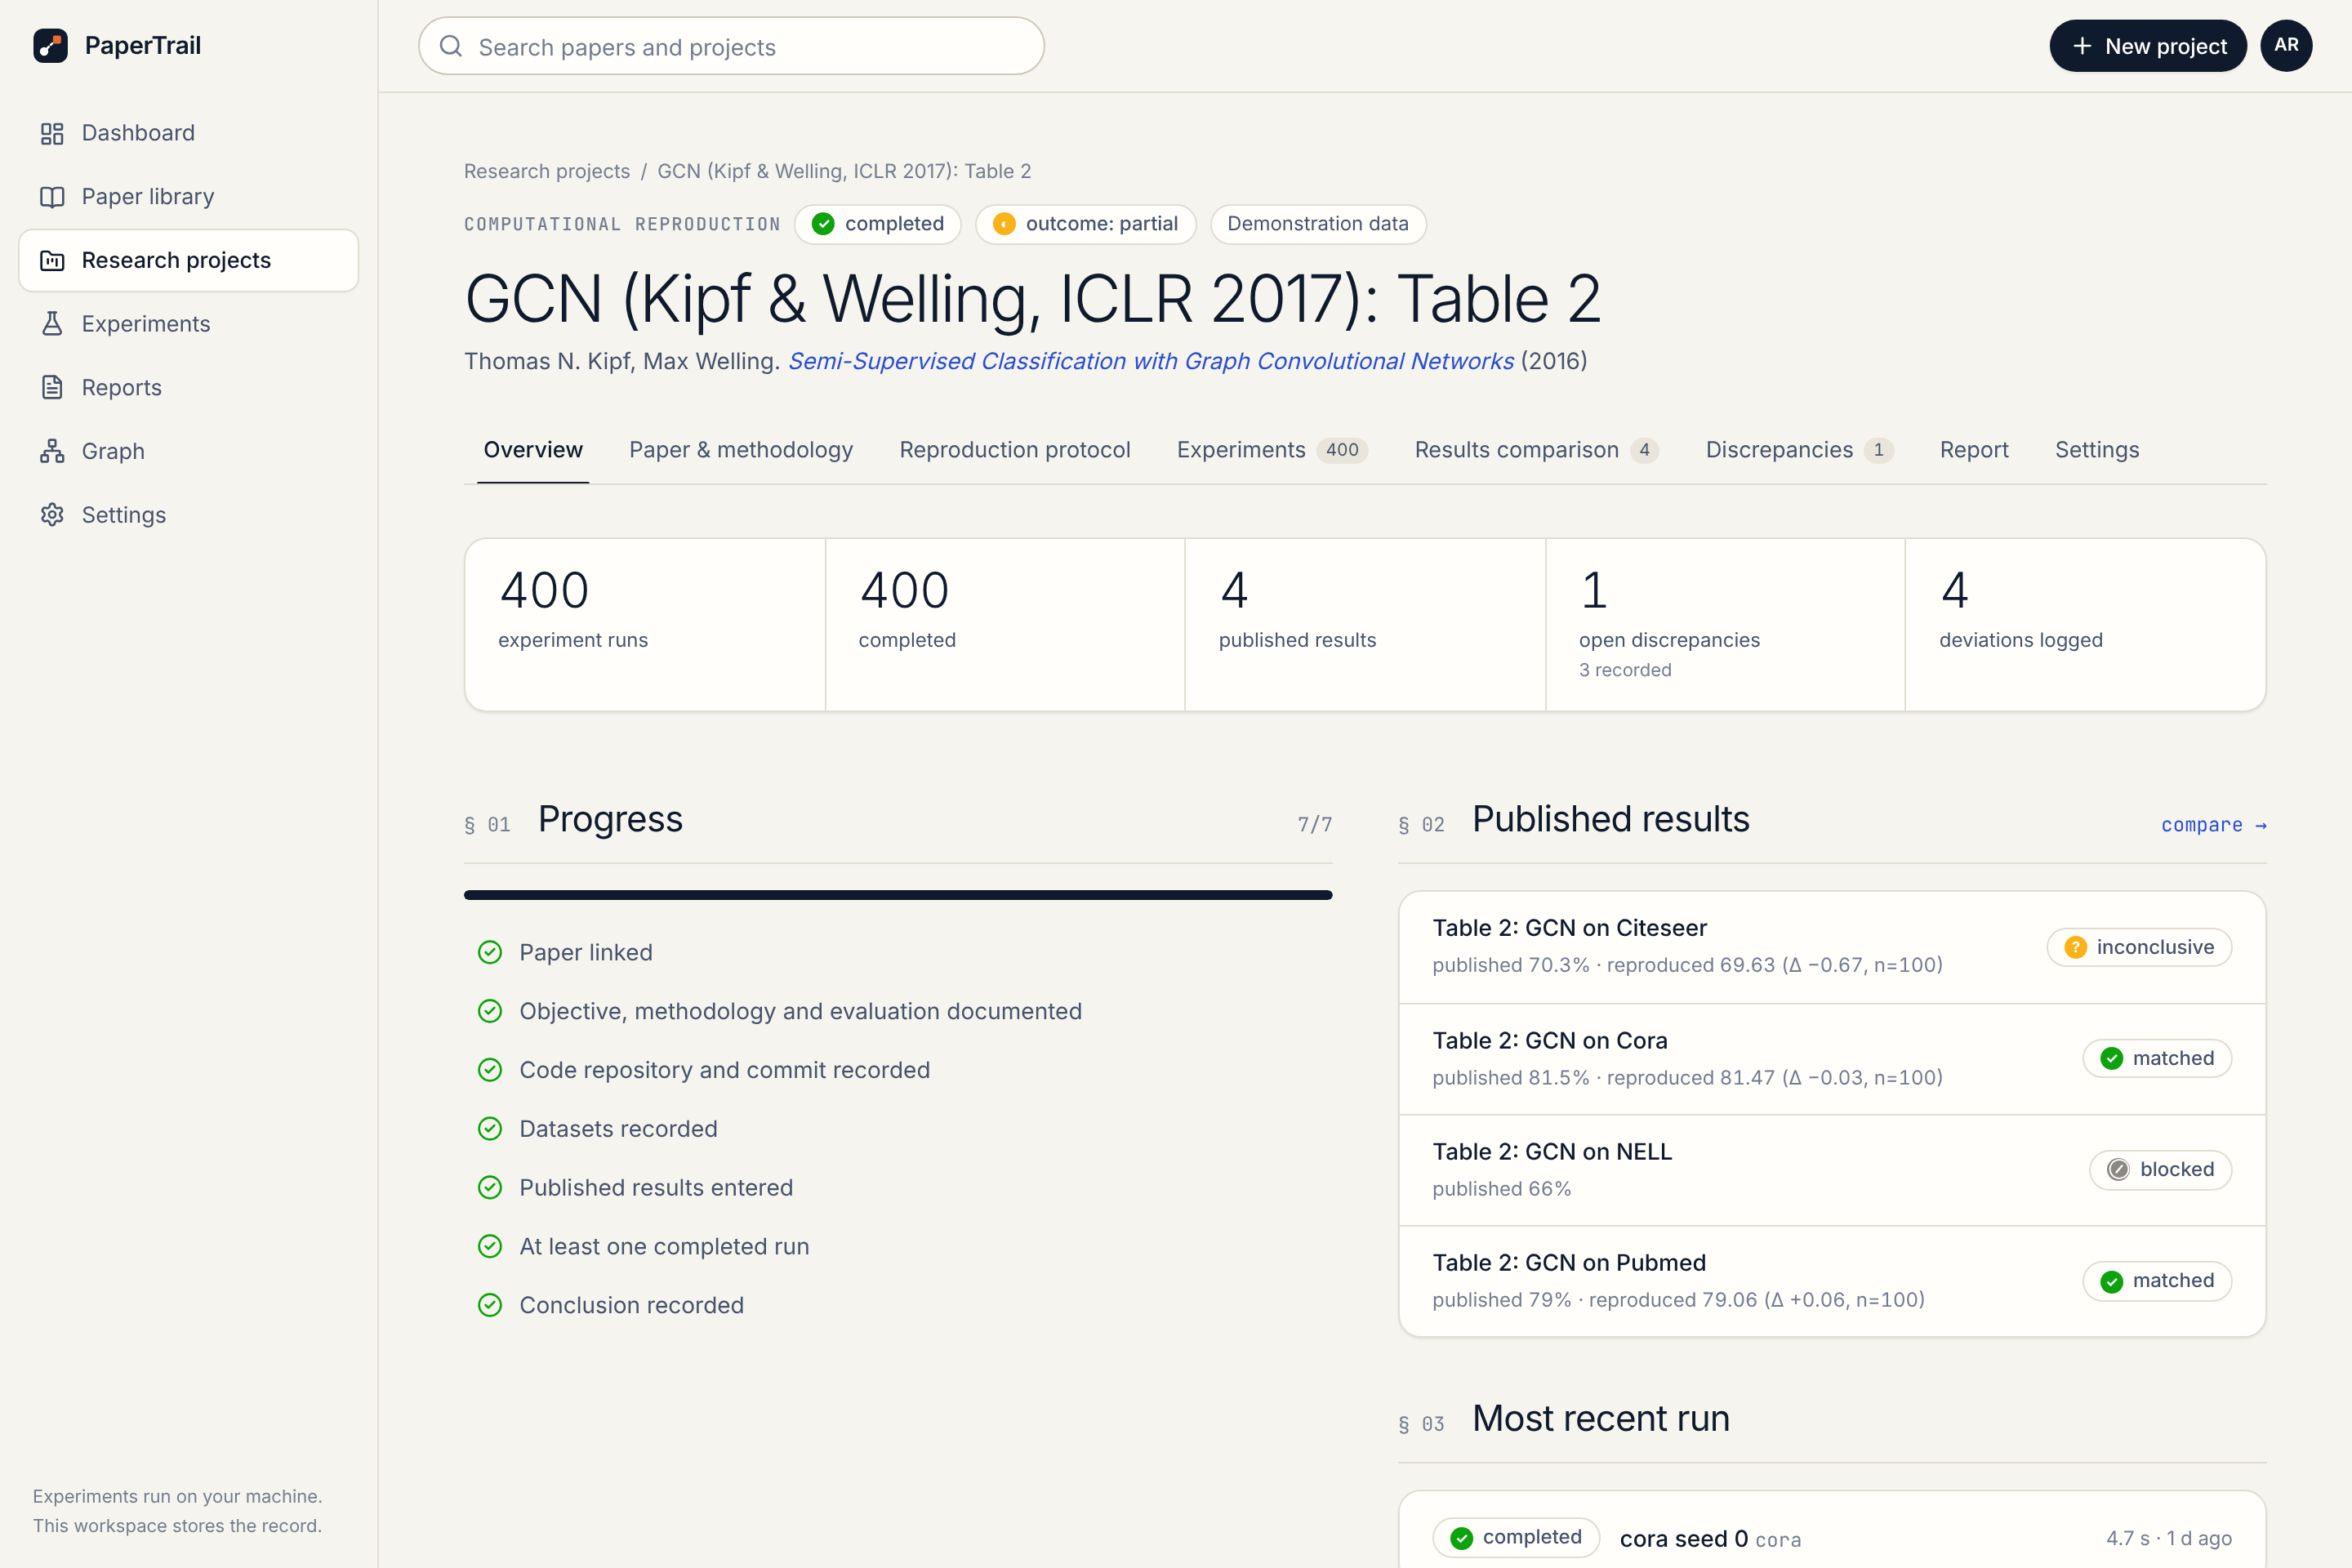 PaperTrail
Search papers and projects
New project
AR
Dashboard
Paper library
Research projects
Experiments
Reports
Graph
Settings
Experiments run on your machine.
This workspace stores the record.
Research projects / GCN (Kipf & Welling, ICLR 2017): Table 2
COMPUTATIONAL REPRODUCTION completed outcome: partial Demonstration data
GCN (Kipf & Welling, ICLR 2017): Table 2
Thomas N. Kipf, Max Welling. Semi-Supervised Classification with Graph Convolutional Networks (2016)
Overview Paper & methodology Reproduction protocol Experiments 400 Results comparison 4 Discrepancies 1 Report Settings
400
experiment runs
400
completed
4
published results
1
open discrepancies
3 recorded
4
deviations logged
§ 01 Progress 7/7
Paper linked
Objective, methodology and evaluation documented
Code repository and commit recorded
Datasets recorded
Published results entered
At least one completed run
Conclusion recorded
§ 02 Published results compare →
Table 2: GCN on Citeseer
published 70.3% · reproduced 69.63 (Δ −0.67, n=100)
? inconclusive
Table 2: GCN on Cora
published 81.5% · reproduced 81.47 (Δ −0.03, n=100)
matched
Table 2: GCN on NELL
published 66%
blocked
Table 2: GCN on Pubmed
published 79% · reproduced 79.06 (Δ +0.06, n=100)
matched
§ 03 Most recent run
completed cora seed 0 cora 4.7 s · 1 d ago